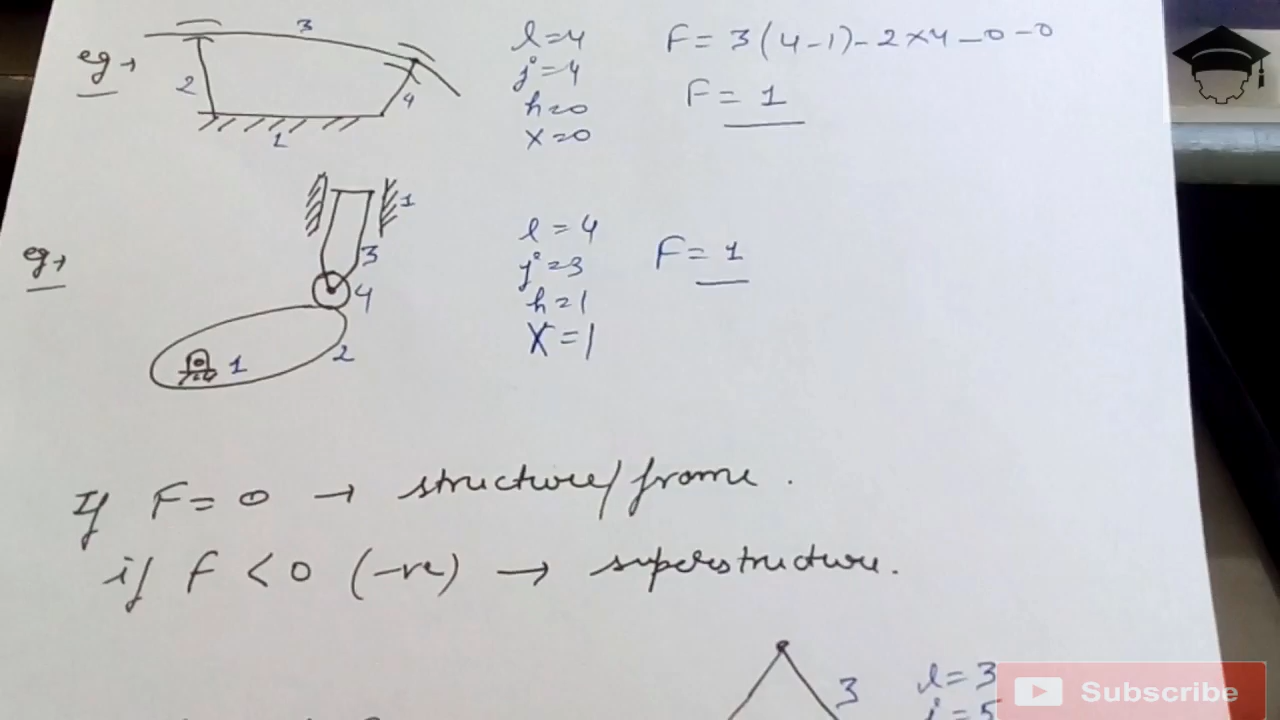 eg→
3
2
4
1
l=4
j=4
h=0
x=0
F = 3(4-1)-2×4-0-0
F = 1
eg→
1
3
4
2
1
l = 4
j=3
h=1
X=1
F= 1
If F= 0 → structure/frame.
if F < 0 (-ve) → superstructure.
3
l=3
j=5
Subscribe